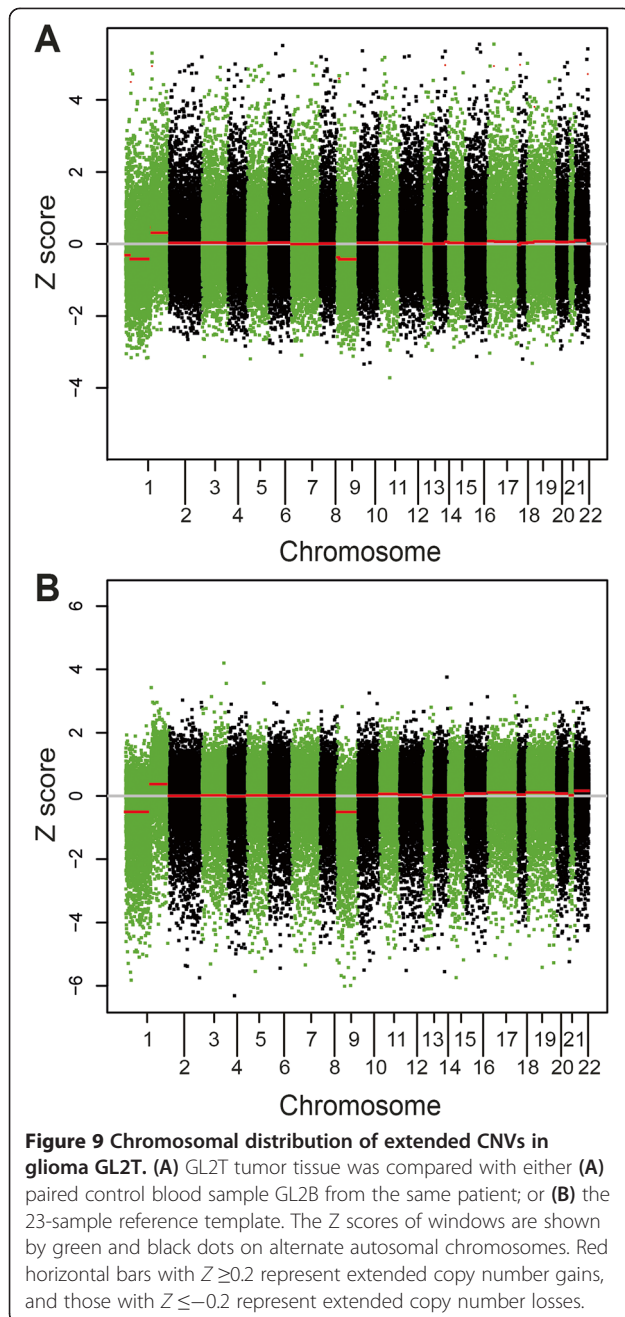 A
4
2
0
−2
−4
Z score
1 3 5 7 9 11 13 15 17 19 21
2 4 6 8 10 12 14 16 18 20 22
Chromosome
B
6
4
2
0
−2
−4
−6
Z score
1 3 5 7 9 11 13 15 17 19 21
2 4 6 8 10 12 14 16 18 20 22
Chromosome
Figure 9 Chromosomal distribution of extended CNVs in
glioma GL2T. (A) GL2T tumor tissue was compared with either (A)
paired control blood sample GL2B from the same patient; or (B) the
23-sample reference template. The Z scores of windows are shown
by green and black dots on alternate autosomal chromosomes. Red
horizontal bars with Z ≥0.2 represent extended copy number gains,
and those with Z ≤−0.2 represent extended copy number losses.